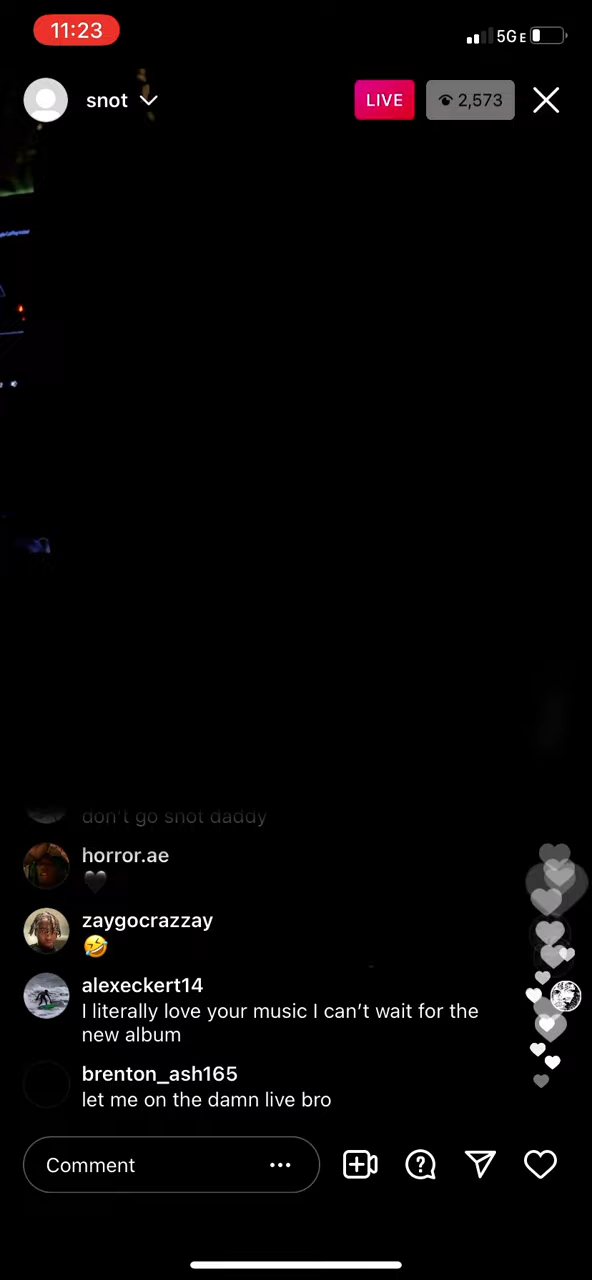 11:23
5GE
snot
LIVE
2,573
don't go snot daddy
horror.ae
🖤
zaygocrazzay
🤣
alexeckert14
I literally love your music I can't wait for the
new album
brenton_ash165
let me on the damn live bro
Comment